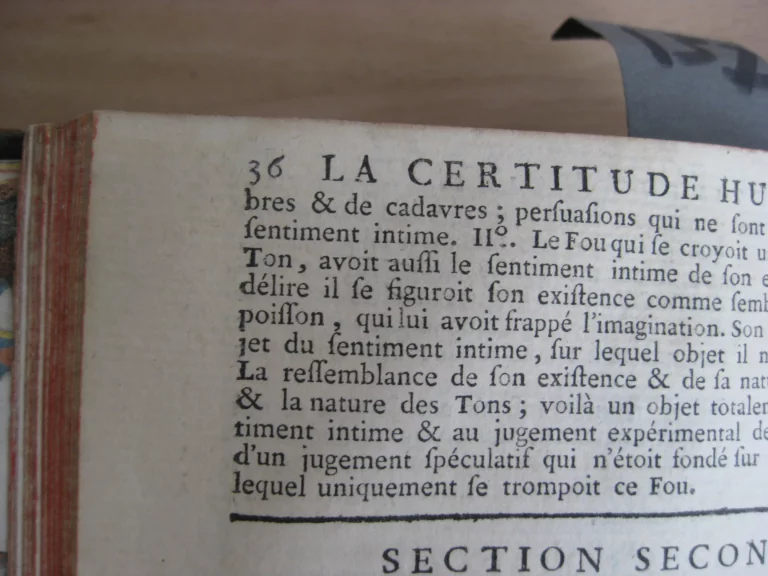 36 LA CERTITUDE HU
bres & de cadavres ; perſuaſions qui ne ſont
ſentiment intime. IIº. Le Fou qui ſe croyoit u
Ton, avoit auſſi le ſentiment intime de ſon e
délire il ſe figuroit ſon exiſtence comme ſemb
poiſſon , qui lui avoit frappé l'imagination. Son
jet du ſentiment intime, ſur lequel objet il n
La reſſemblance de ſon exiſtence & de ſa natu
& la nature des Tons ; voilà un objet totalem
timent intime & au jugement expérimental de
d'un jugement ſpéculatif qui n'étoit fondé ſur
lequel uniquement ſe trompoit ce Fou.
SECTION SECON